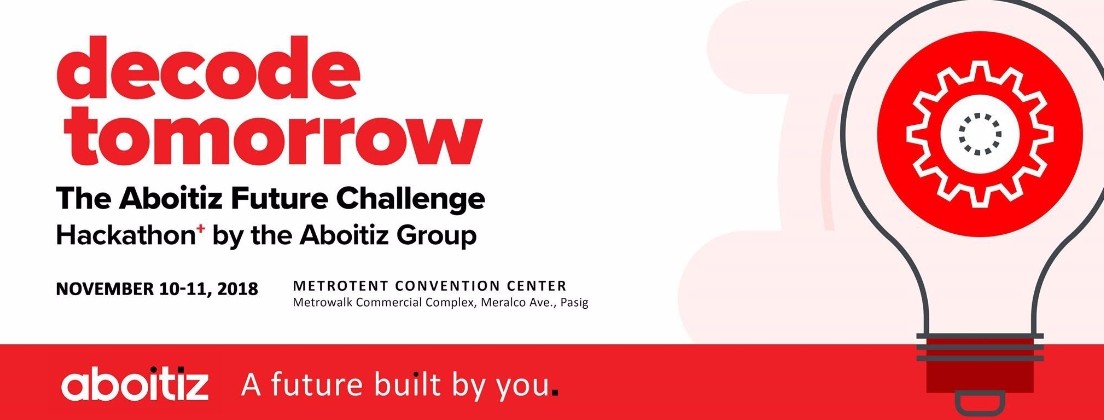 decode
tomorrow
The Aboitiz Future Challenge
Hackathon+ by the Aboitiz Group
NOVEMBER 10-11, 2018
METROTENT CONVENTION CENTER
Metrowalk Commercial Complex, Meralco Ave., Pasig
aboitiz
A future built by you.